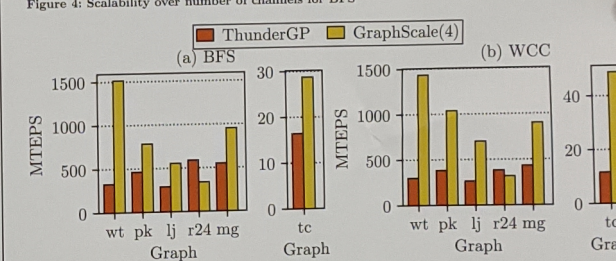 Figure 4: Scalability over number of channels for BFS
ThunderGP GraphScale(4)
(a) BFS
(b) WCC
MTEPS
1500
1000
500
0
wt pk lj r24 mg
Graph
30
20
10
0
tc
Graph
MTEPS
1500
1000
500
0
wt pk lj r24 mg
Graph
40
20
0
tc
Gra